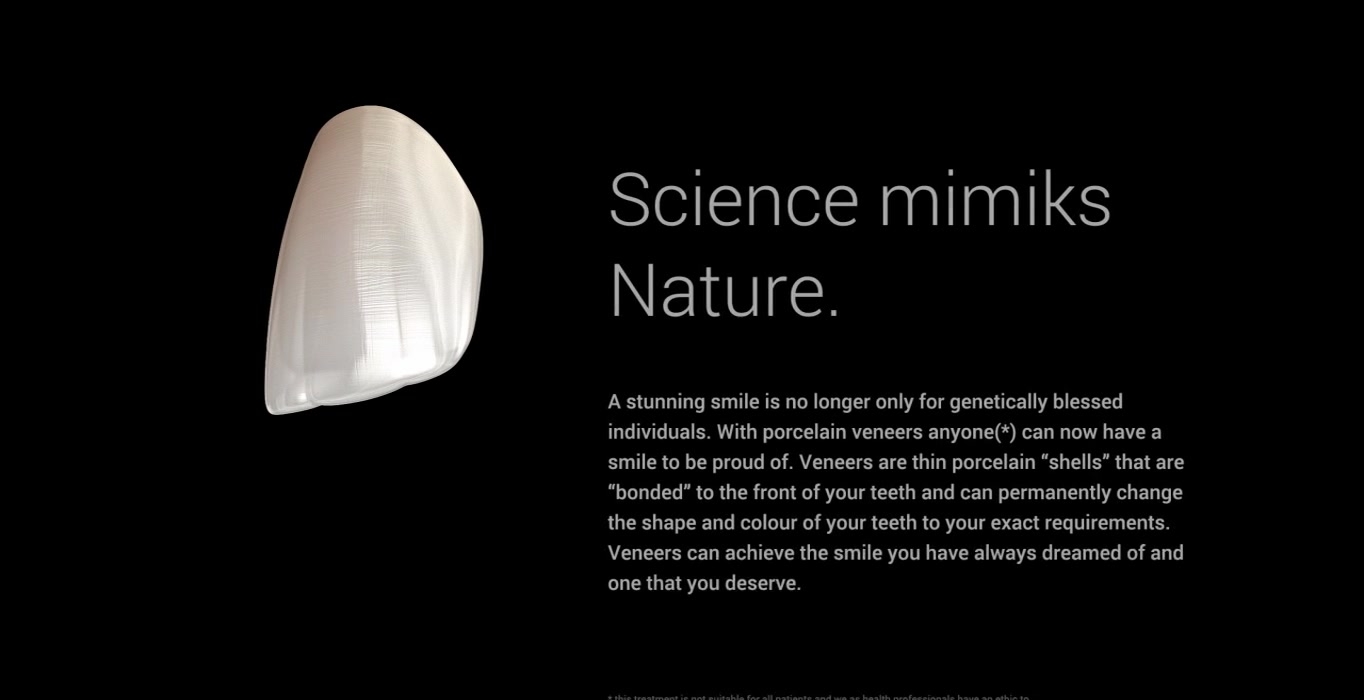 Science mimiks
Nature.
A stunning smile is no longer only for genetically blessed
individuals. With porcelain veneers anyone(*) can now have a
smile to be proud of. Veneers are thin porcelain “shells” that are
“bonded” to the front of your teeth and can permanently change
the shape and colour of your teeth to your exact requirements.
Veneers can achieve the smile you have always dreamed of and
one that you deserve.
* this treatment is not suitable for all patients and we as health professionals have an ethic to